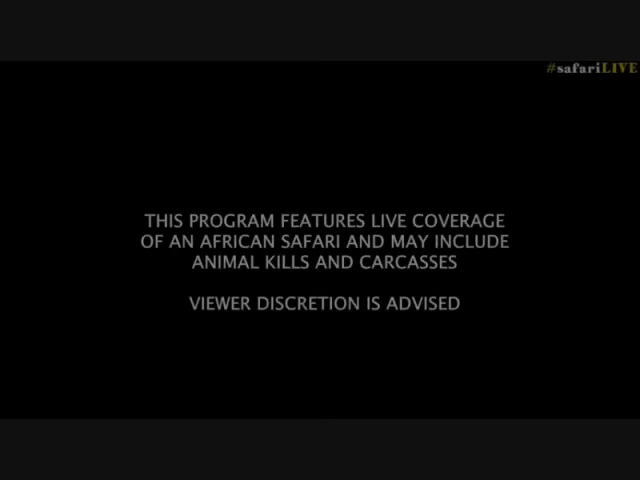 #safariLIVE
THIS PROGRAM FEATURES LIVE COVERAGE
OF AN AFRICAN SAFARI AND MAY INCLUDE
ANIMAL KILLS AND CARCASSES
VIEWER DISCRETION IS ADVISED